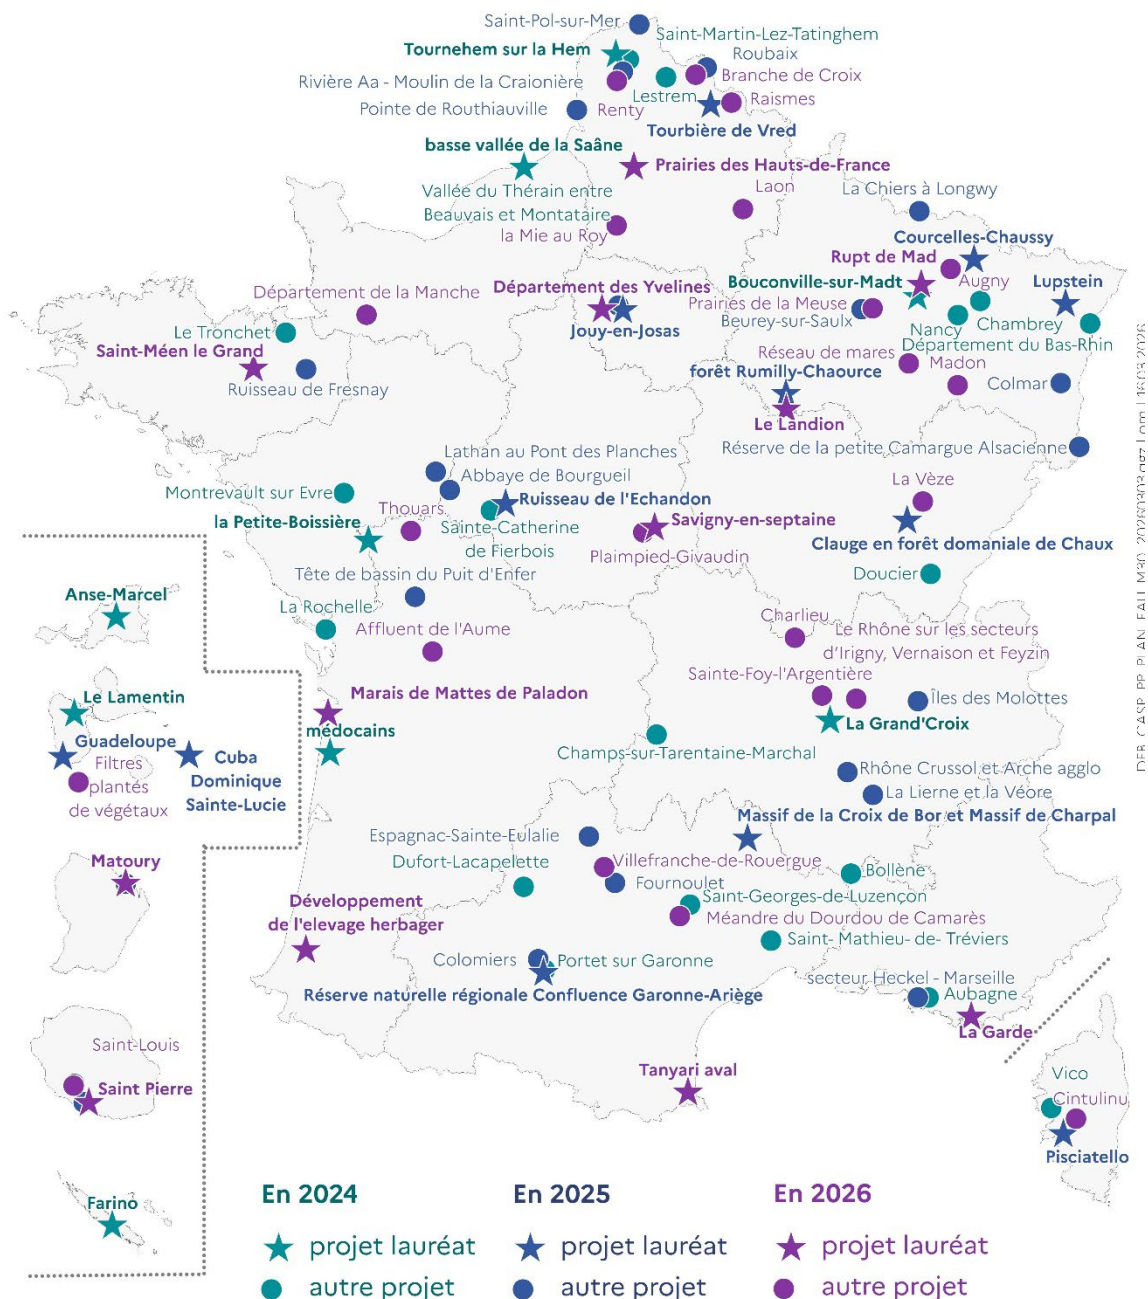 Saint-Pol-sur-Mer
Saint-Martin-Lez-Tatinghem
Tournehem sur la Hem
Roubaix
Rivière Aa - Moulin de la Craionière
Branche de Croix
Lestrem
Raismes
Pointe de Routhiauville
Renty
Tourbière de Vred
basse vallée de la Saâne
Prairies des Hauts-de-France
Laon
La Chiers à Longwy
Vallée du Thérain entre
Beauvais et Montataire
la Mie au Roy
Courcelles-Chaussy
Rupt de Mad
Augny
Bouconville-sur-Madt
Lupstein
Département des Yvelines
Département de la Manche
Prairies de la Meuse
Beurey-sur-Saulx
Jouy-en-Josas
Le Tronchet
Nancy
Chambrey
Département du Bas-Rhin
Saint-Méen le Grand
Réseau de mares
Madon
forêt Rumilly-Chaource
Colmar
Ruisseau de Fresnay
Le Landion
Réserve de la petite Camargue Alsacienne
Lathan au Pont des Planches
Abbaye de Bourgueil
La Vèze
Montrevault sur Evre
Thouars
Ruisseau de l'Echandon
la Petite-Boissière
Sainte-Catherine
de Fierbois
Savigny-en-septaine
Plaimpied-Givaudin
Clauge en forêt domaniale de Chaux
Tête de bassin du Puit d'Enfer
Doucier
Anse-Marcel
La Rochelle
Affluent de l'Aume
Charlieu
Le Rhône sur les secteurs
d'Irigny, Vernaison et Feyzin
Sainte-Foy-l'Argentière
Marais de Mattes de Paladon
Îles des Molottes
Le Lamentin
La Grand'Croix
médocains
Guadeloupe
Champs-sur-Tarentaine-Marchal
Cuba
Dominique
Sainte-Lucie
Filtres
plantés
de végétaux
Rhône Crussol et Arche agglo
La Lierne et la Véore
Massif de la Croix de Bor et Massif de Charpal
Espagnac-Sainte-Eulalie
Dufort-Lacapelette
Villefranche-de-Rouergue
Bollène
Matoury
Fournoulet
Saint-Georges-de-Luzençon
Développement
de l'elevage herbager
Méandre du Dourdou de Camarès
Saint- Mathieu- de- Tréviers
Colomiers
Portet sur Garonne
secteur Heckel - Marseille
Aubagne
Réserve naturelle régionale Confluence Garonne-Ariège
La Garde
Saint-Louis
Saint Pierre
Tanyari aval
Vico
Cintulinu
Pisciatello
Farino
En 2024
En 2025
En 2026
projet lauréat
projet lauréat
projet lauréat
autre projet
autre projet
autre projet